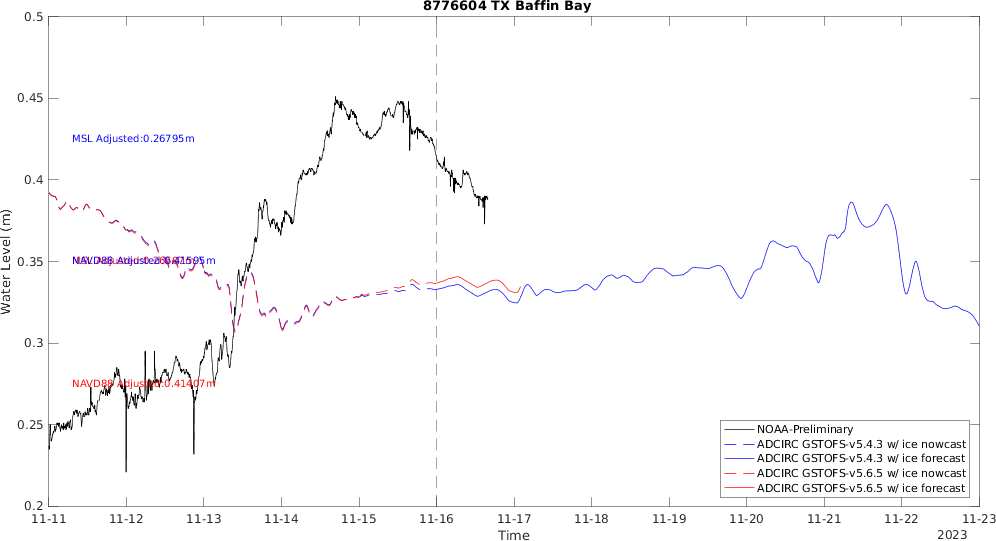 8776604 TX Baffin Bay
0.5
0.45
0.4
0.35
0.3
0.25
0.2
Water Level (m)
MSL Adjusted:0.26795m
NAVD88 Adjusted:0.41407m
NOAA-Preliminary
ADCIRC GSTOFS-v5.4.3 w/ ice nowcast
ADCIRC GSTOFS-v5.4.3 w/ ice forecast
ADCIRC GSTOFS-v5.6.5 w/ ice nowcast
ADCIRC GSTOFS-v5.6.5 w/ ice forecast
11-11 11-12 11-13 11-14 11-15 11-16 11-17 11-18 11-19 11-20 11-21 11-22 11-23
Time
2023